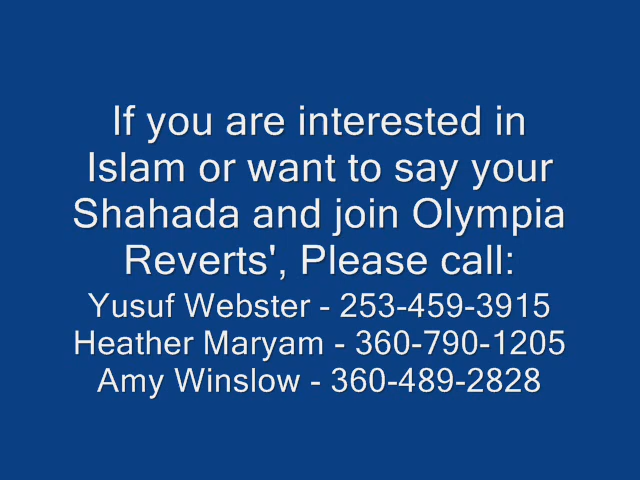 If you are interested in
Islam or want to say your
Shahada and join Olympia
Reverts', Please call:
Yusuf Webster - 253-459-3915
Heather Maryam - 360-790-1205
Amy Winslow - 360-489-2828